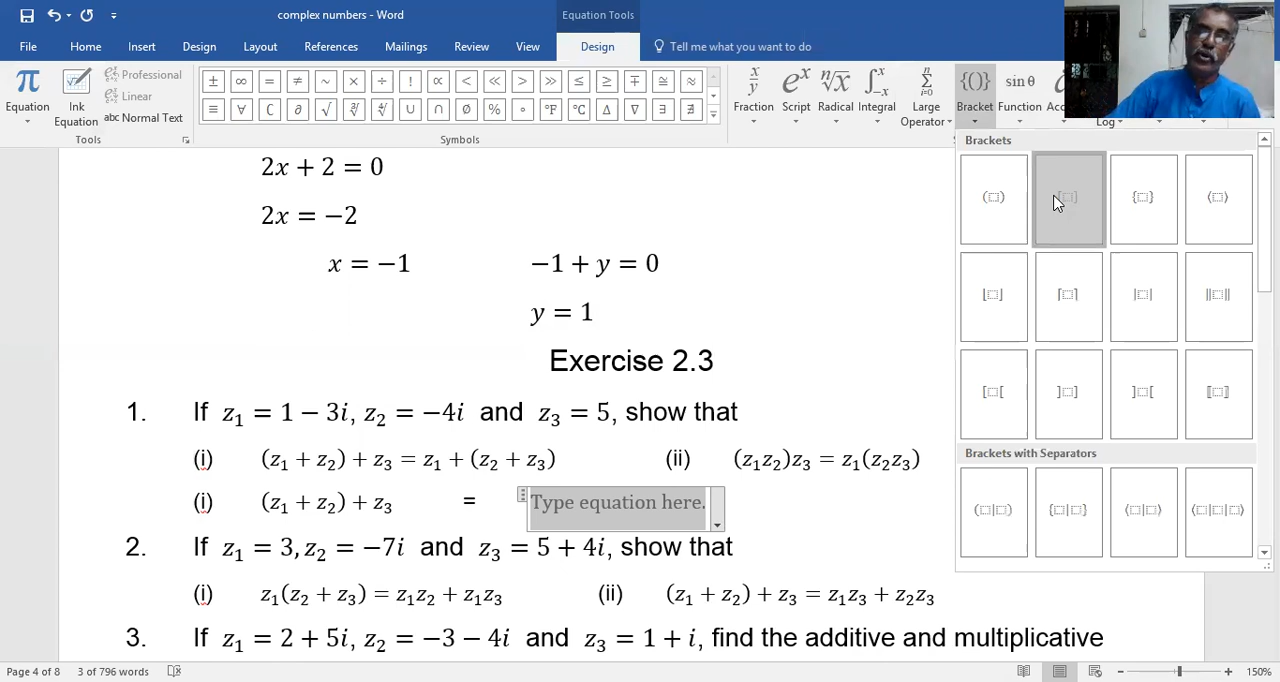 complex numbers - Word
Equation Tools
File Home Insert Design Layout References Mailings Review View Design Tell me what you want to do
Equation
Ink Equation
Professional
Linear
abc Normal Text
Tools
± ∞ = ≠ ~ × ÷ ! ∝ < ≪ > ≫ ≤ ≥ ∓ ≅ ≈
≡ ∀ ∁ ∂ √ ∛ ∜ ∪ ∩ ∅ % ° °F °C ∆ ∇ ∃ ∄
Symbols
Fraction Script Radical Integral Large Operator Bracket Function
Brackets
Brackets with Separators
2x + 2 = 0
2x = −2
x = −1 −1 + y = 0
y = 1
Exercise 2.3
1. If z₁ = 1 − 3i, z₂ = −4i and z₃ = 5, show that
(i) (z₁ + z₂) + z₃ = z₁ + (z₂ + z₃) (ii) (z₁z₂)z₃ = z₁(z₂z₃)
(i) (z₁ + z₂) + z₃ = Type equation here.
2. If z₁ = 3, z₂ = −7i and z₃ = 5 + 4i, show that
(i) z₁(z₂ + z₃) = z₁z₂ + z₁z₃ (ii) (z₁ + z₂) + z₃ = z₁z₃ + z₂z₃
3. If z₁ = 2 + 5i, z₂ = −3 − 4i and z₃ = 1 + i, find the additive and multiplicative
Page 4 of 8 3 of 796 words 150%